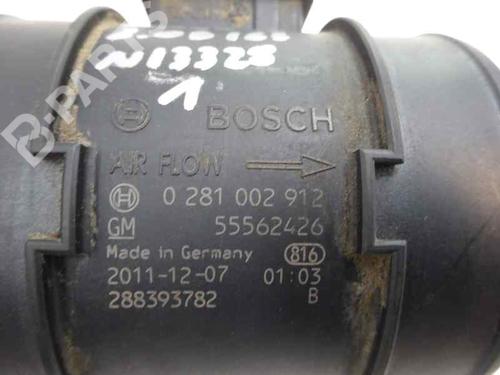 N13328
1
BOSCH
AIR FLOW
0 281 002 912
GM 55562426
Made in Germany 816
2011-12-07 01:03
288393782 B
B-PARTS